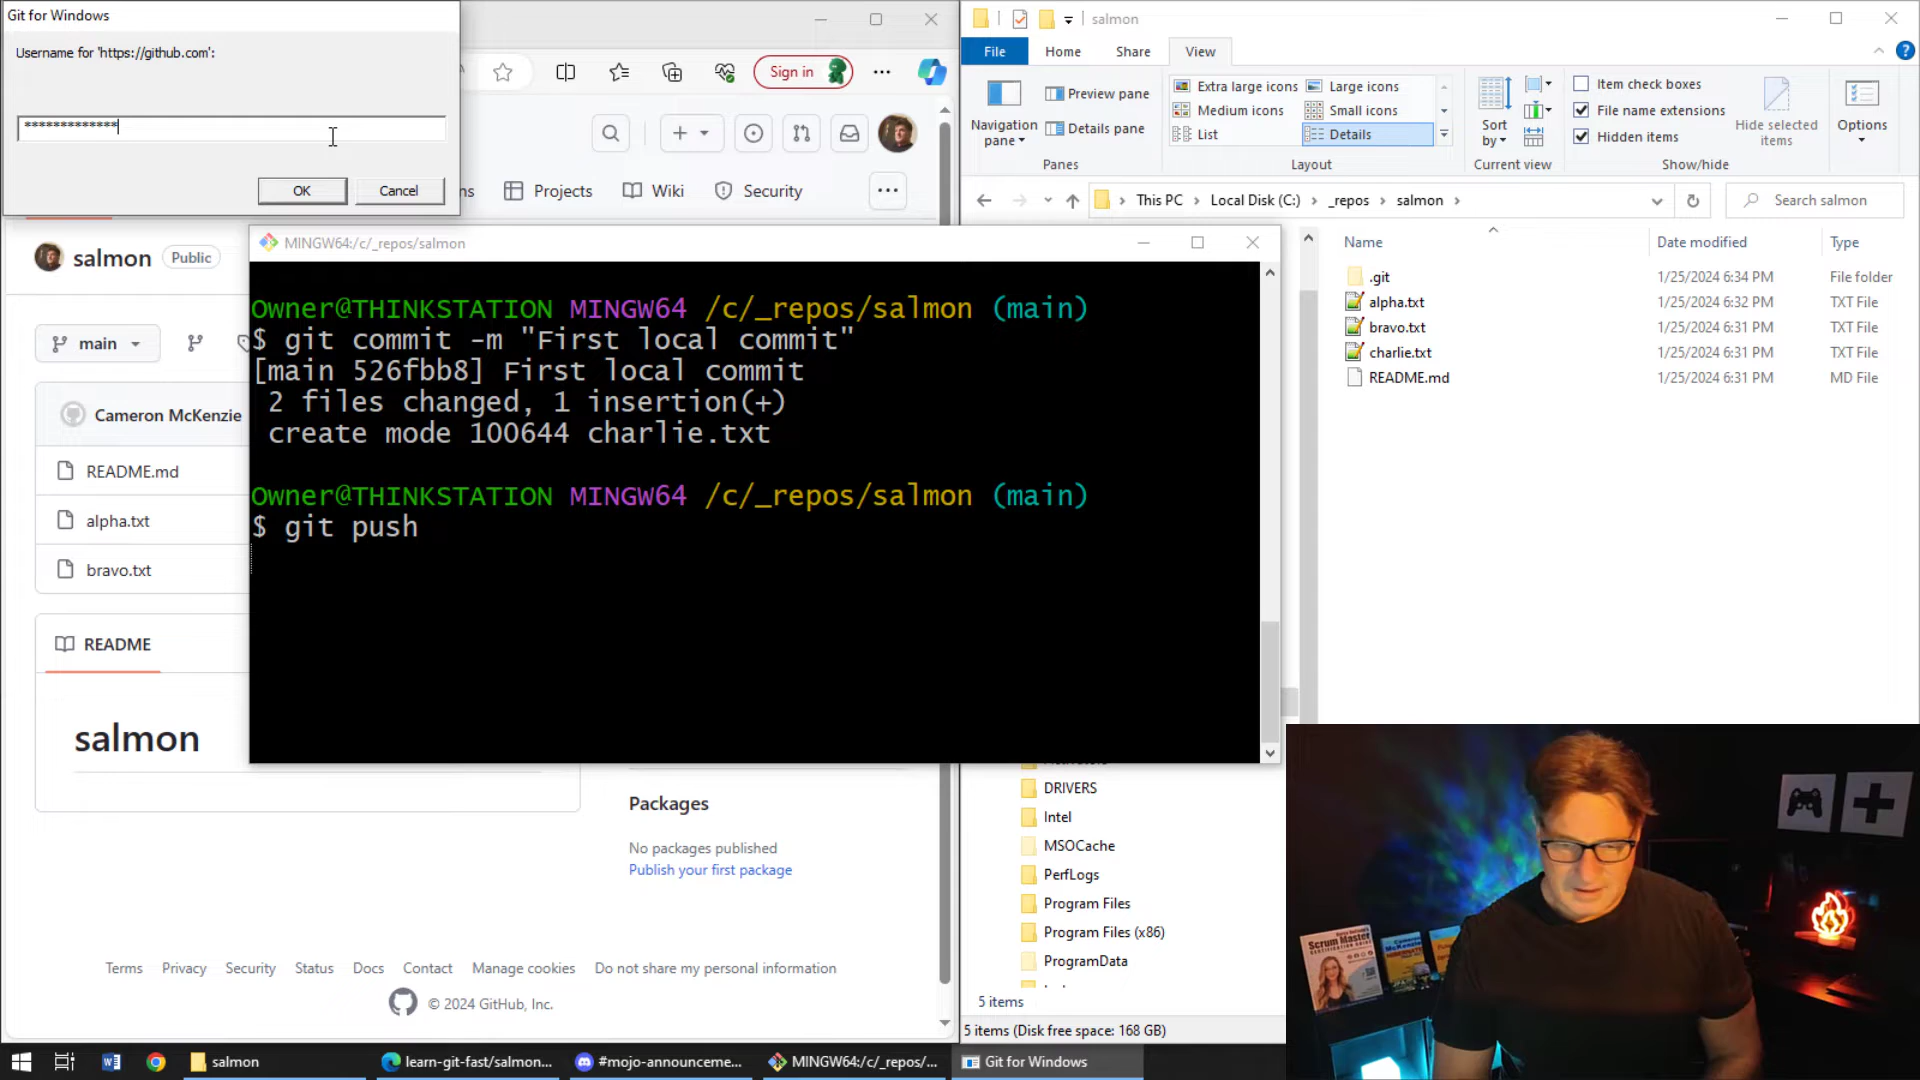 Git for Windows
Username for 'https://github.com':
*************
OK
Cancel
Sign in
ns
Projects
Wiki
Security
salmon
Public
main
Cameron McKenzie
README.md
alpha.txt
bravo.txt
README
salmon
Packages
No packages published
Publish your first package
Terms
Privacy
Security
Status
Docs
Contact
Manage cookies
Do not share my personal information
© 2024 GitHub, Inc.
MINGW64:/c/_repos/salmon
Owner@THINKSTATION MINGW64 /c/_repos/salmon (main)
$ git commit -m "First local commit"
[main 526fbb8] First local commit
2 files changed, 1 insertion(+)
create mode 100644 charlie.txt
Owner@THINKSTATION MINGW64 /c/_repos/salmon (main)
$ git push
salmon
File
Home
Share
View
Navigation pane
Preview pane
Details pane
Panes
Extra large icons
Large icons
Medium icons
Small icons
List
Details
Layout
Sort by
Current view
Item check boxes
File name extensions
Hidden items
Hide selected items
Show/hide
Options
This PC
Local Disk (C:)
_repos
salmon
Search salmon
Name
Date modified
Type
.git
1/25/2024 6:34 PM
File folder
alpha.txt
1/25/2024 6:32 PM
TXT File
bravo.txt
1/25/2024 6:31 PM
TXT File
charlie.txt
1/25/2024 6:31 PM
TXT File
README.md
1/25/2024 6:31 PM
MD File
DRIVERS
Intel
MSOCache
PerfLogs
Program Files
Program Files (x86)
ProgramData
5 items
5 items (Disk free space: 168 GB)
Scrum Master
salmon
learn-git-fast/salmon...
#mojo-announceme...
MINGW64:/c/_repos/...
Git for Windows